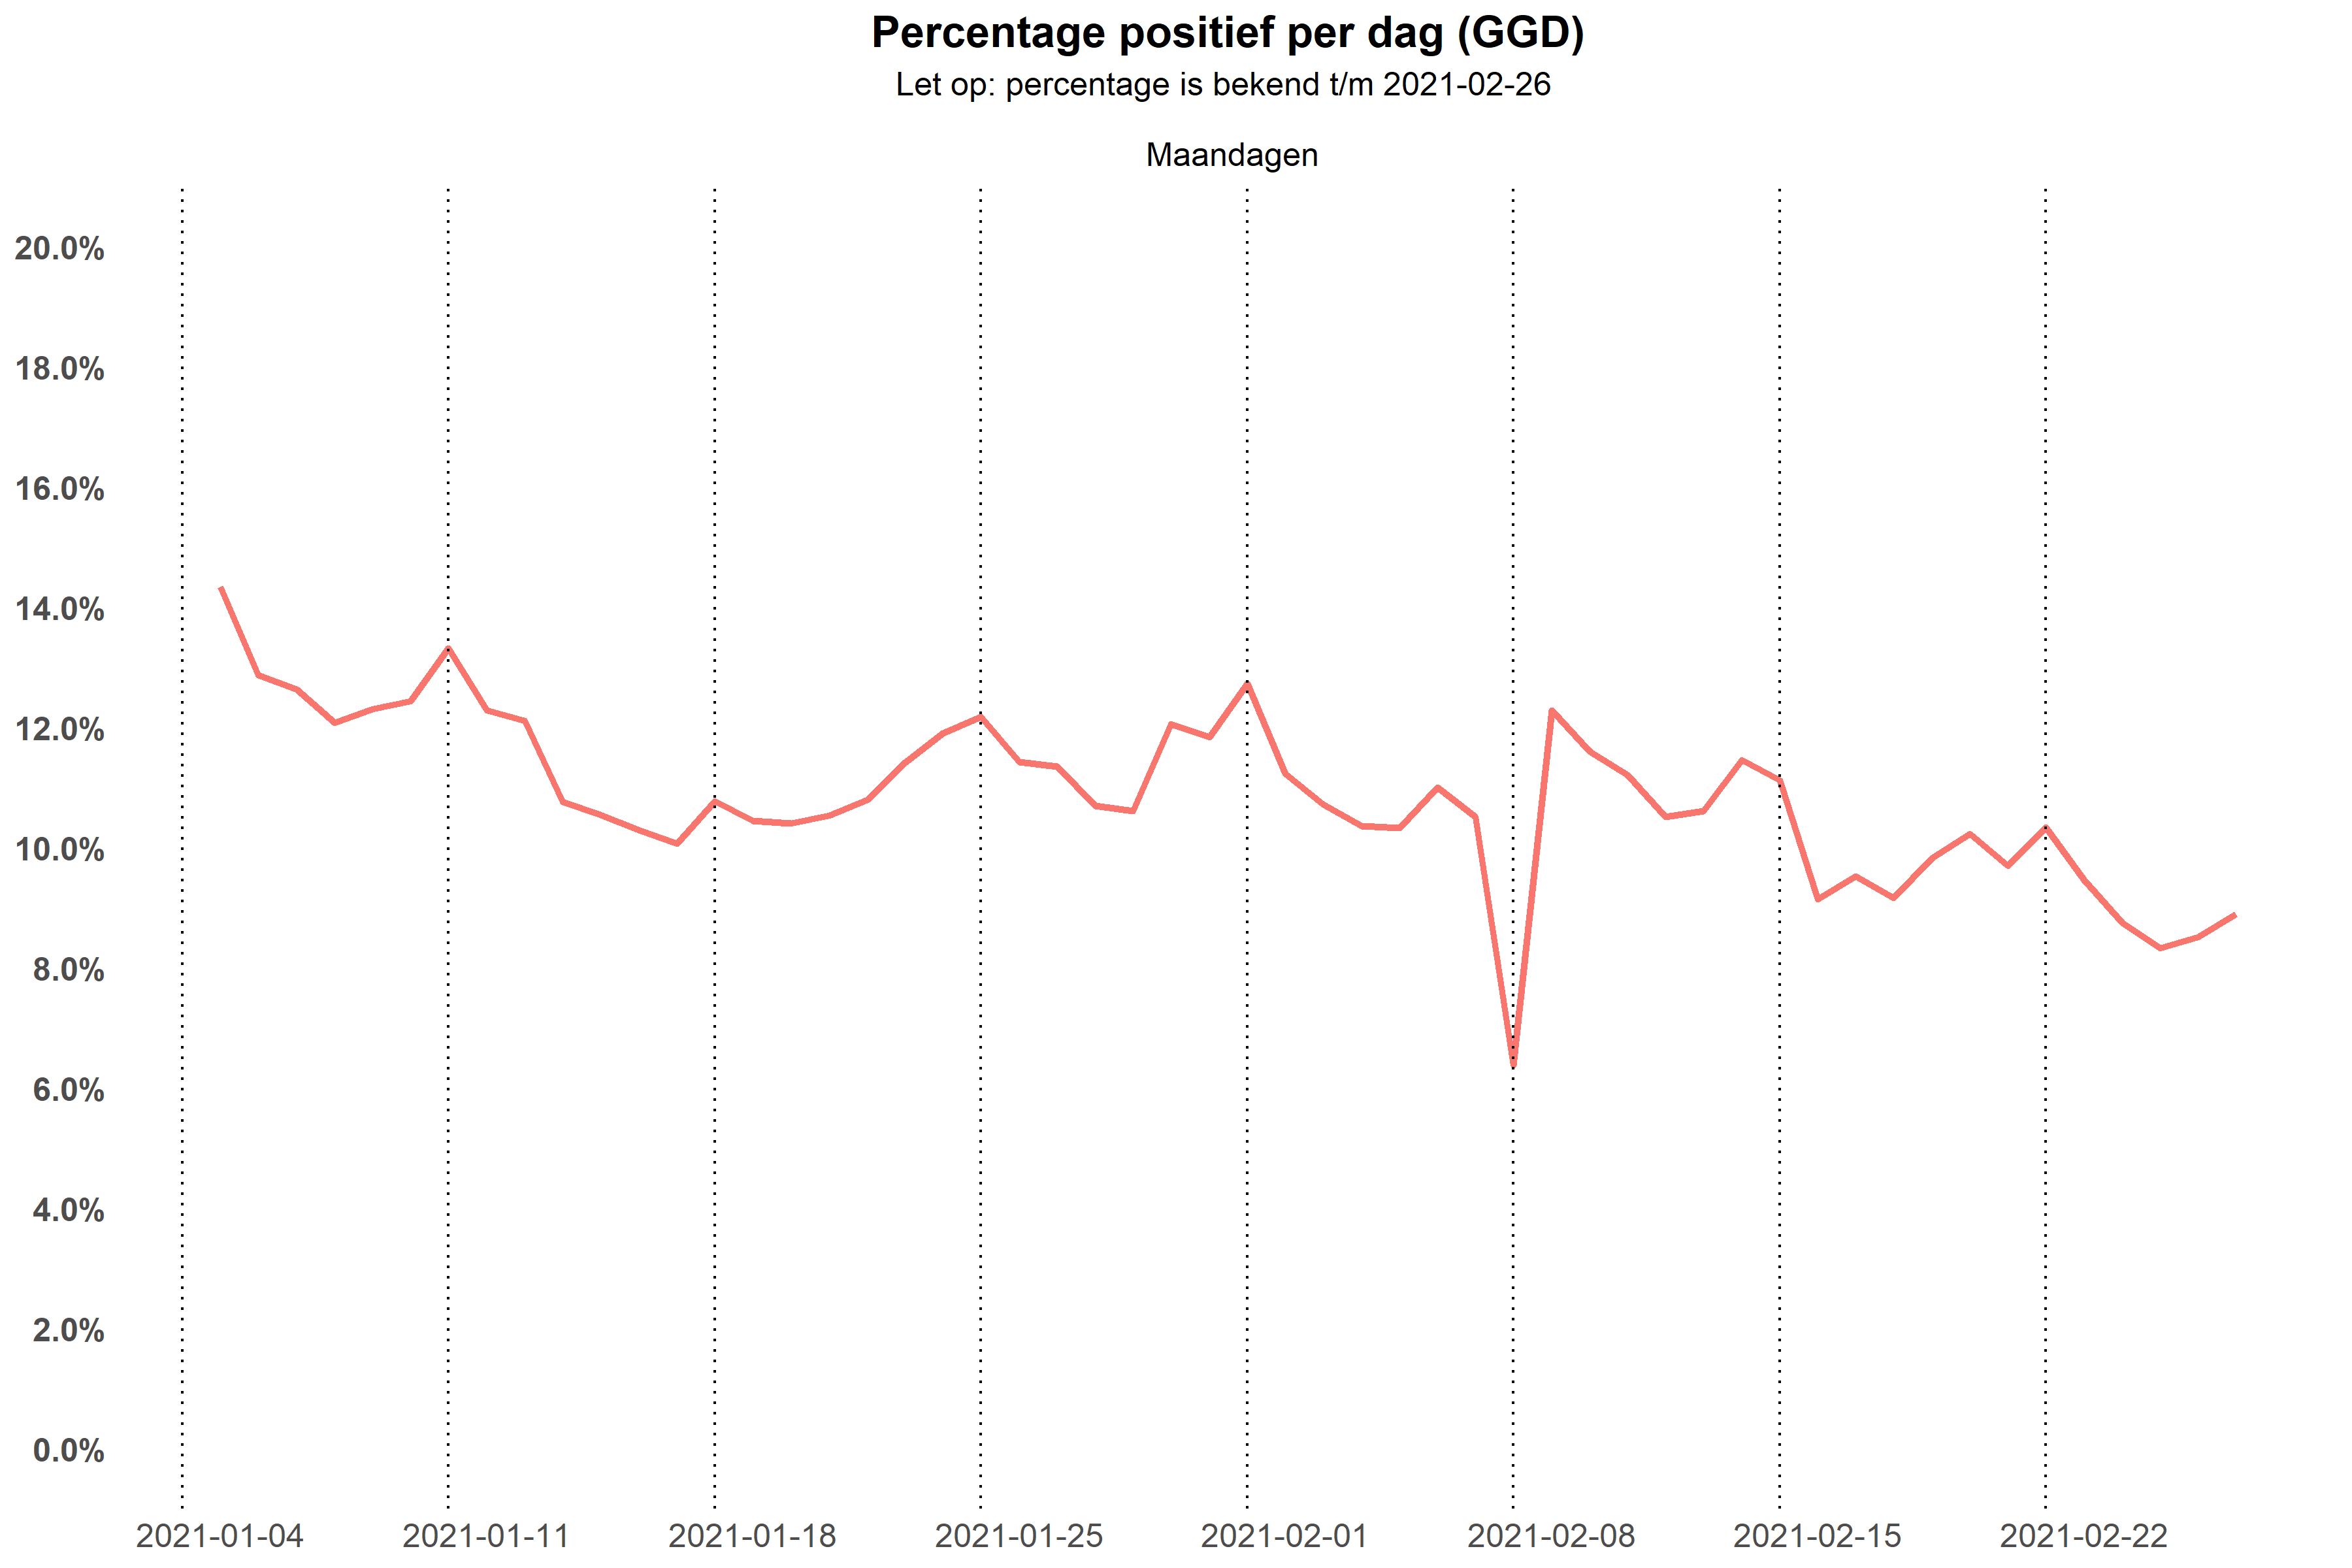 Percentage positief per dag (GGD)
Let op: percentage is bekend t/m 2021-02-26
Maandagen
20.0%
18.0%
16.0%
14.0%
12.0%
10.0%
8.0%
6.0%
4.0%
2.0%
0.0%
2021-01-04 2021-01-11 2021-01-18 2021-01-25 2021-02-01 2021-02-08 2021-02-15 2021-02-22